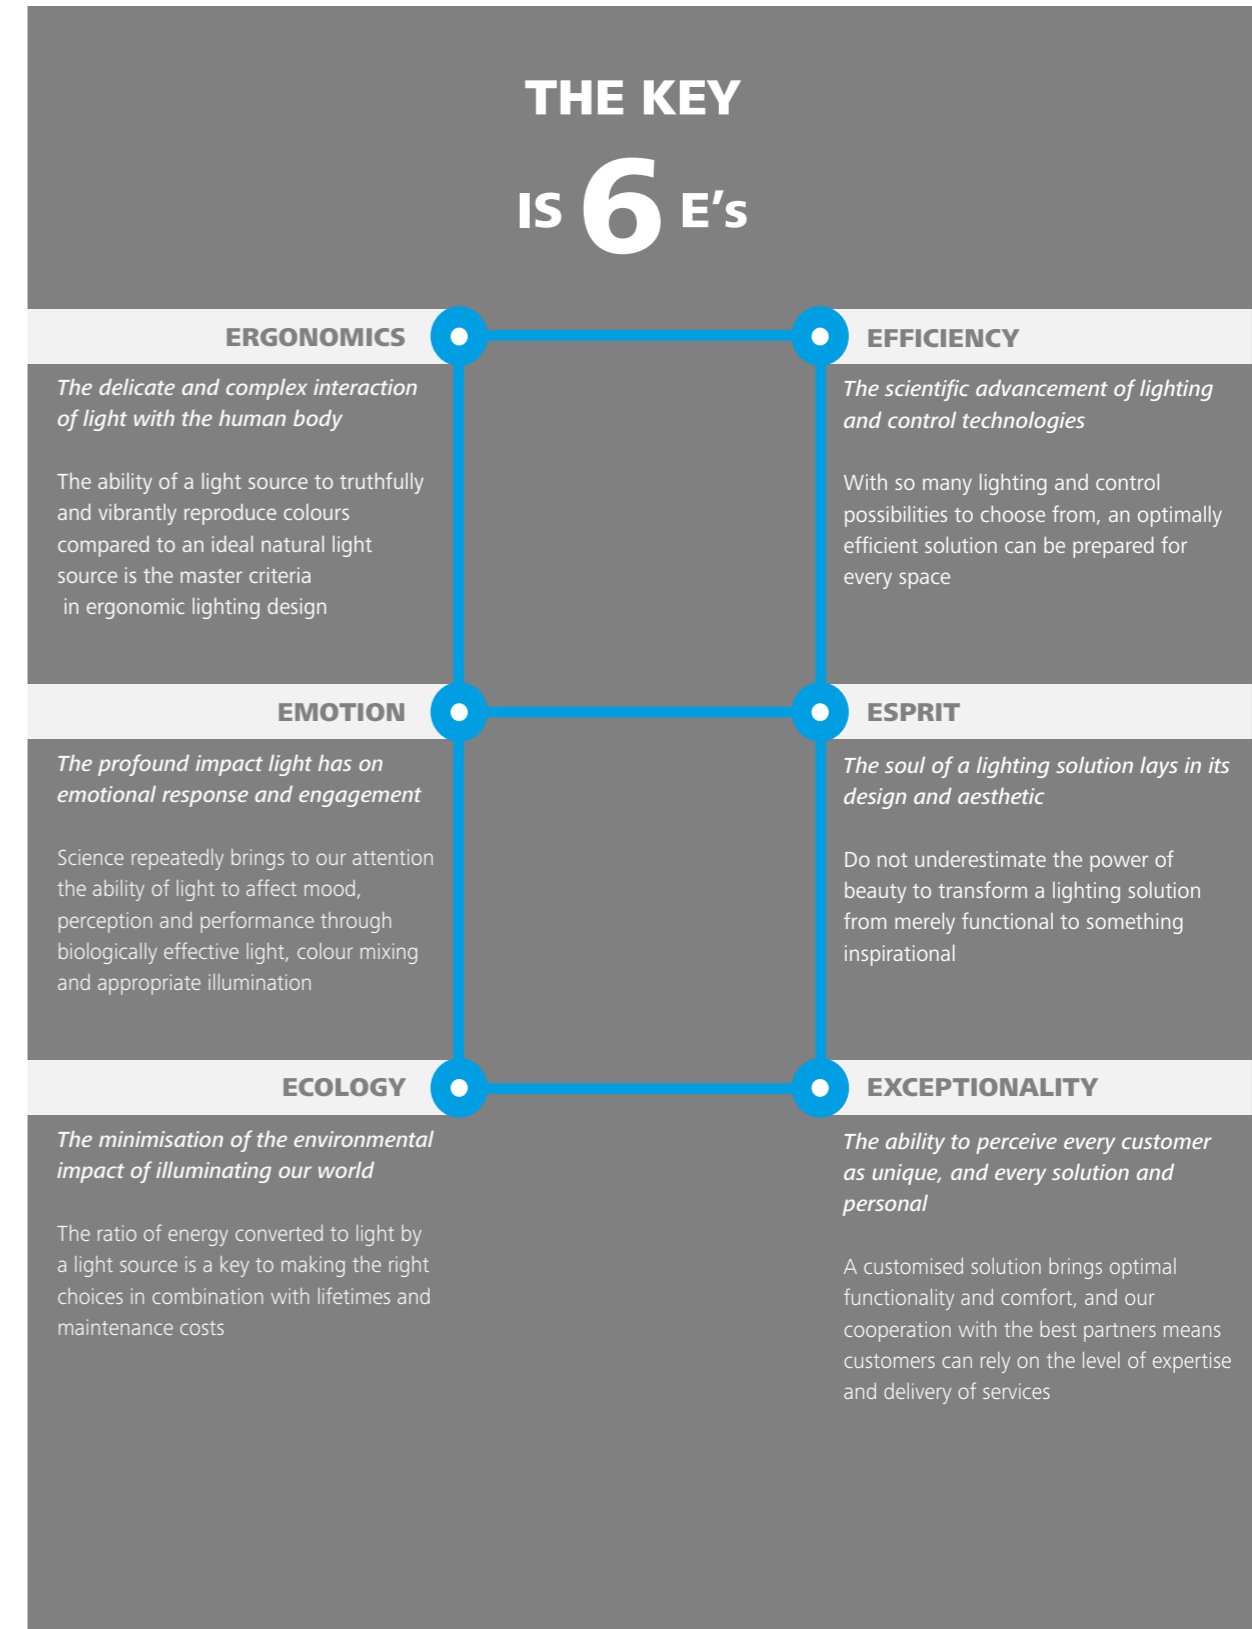 THE KEY
IS 6 E's
ERGONOMICS
The delicate and complex interaction
of light with the human body
The ability of a light source to truthfully
and vibrantly reproduce colours
compared to an ideal natural light
source is the master criteria
in ergonomic lighting design
EFFICIENCY
The scientific advancement of lighting
and control technologies
With so many lighting and control
possibilities to choose from, an optimally
efficient solution can be prepared for
every space
EMOTION
The profound impact light has on
emotional response and engagement
Science repeatedly brings to our attention
the ability of light to affect mood,
perception and performance through
biologically effective light, colour mixing
and appropriate illumination
ESPRIT
The soul of a lighting solution lays in its
design and aesthetic
Do not underestimate the power of
beauty to transform a lighting solution
from merely functional to something
inspirational
ECOLOGY
The minimisation of the environmental
impact of illuminating our world
The ratio of energy converted to light by
a light source is a key to making the right
choices in combination with lifetimes and
maintenance costs
EXCEPTIONALITY
The ability to perceive every customer
as unique, and every solution and
personal
A customised solution brings optimal
functionality and comfort, and our
cooperation with the best partners means
customers can rely on the level of expertise
and delivery of services